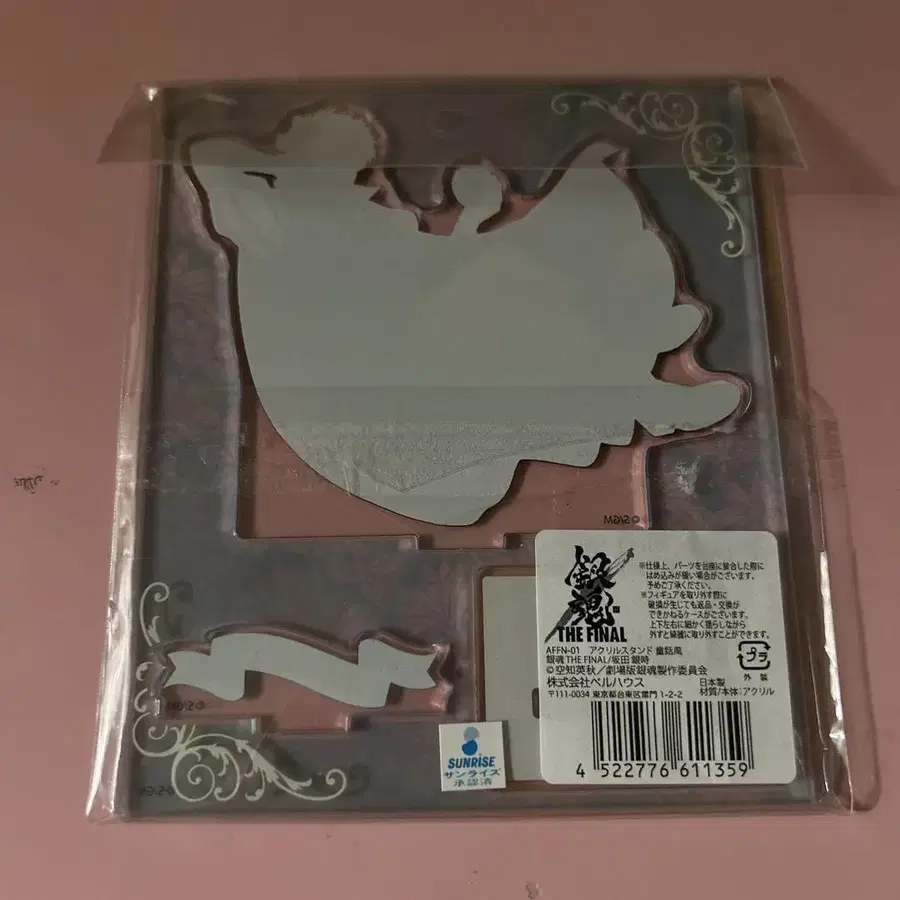 ©S/GM
銀魂
THE FINAL
※仕様上、パーツを台座に接合した際に
はめ込みが硬い場合がございます。
予めご了承ください。
※フィギュアを取り外す際に
破損が生じても返品・交換が
できかねるケースがございます。
上下左右に細かく揺らしながら
外すと綺麗に取り外すことができます。
AFFN-01 アクリルスタンド 童話風
銀魂 THE FINAL/坂田 銀時
©空知英秋/劇場版銀魂製作委員会
株式会社ベルハウス
日本製
〒111-0034 東京都台東区雷門 1-2-2
材質/本体:アクリル
プラ
外装
4 522776 611359
SUNRISE
サンライズ
承認済